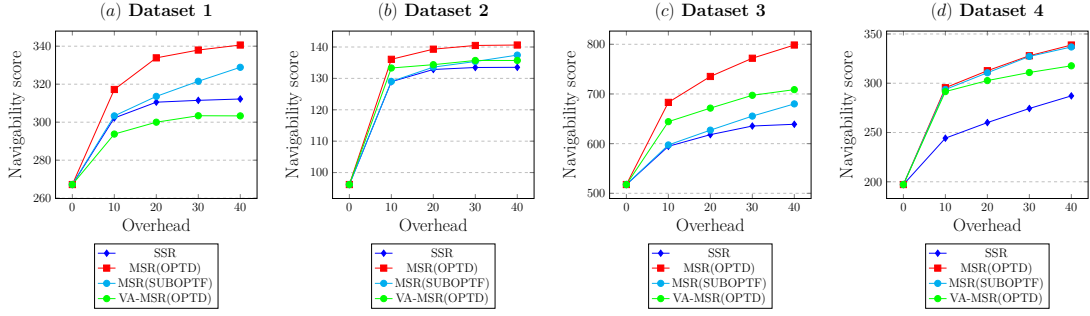 (a) Dataset 1
Navigability score
340
320
300
280
260
0 10 20 30 40
Overhead
SSR
MSR(OPTD)
MSR(SUBOPTF)
VA-MSR(OPTD)
(b) Dataset 2
Navigability score
140
130
120
110
100
0 10 20 30 40
Overhead
SSR
MSR(OPTD)
MSR(SUBOPTF)
VA-MSR(OPTD)
(c) Dataset 3
Navigability score
800
700
600
500
0 10 20 30 40
Overhead
SSR
MSR(OPTD)
MSR(SUBOPTF)
VA-MSR(OPTD)
(d) Dataset 4
Navigability score
350
300
250
200
0 10 20 30 40
Overhead
SSR
MSR(OPTD)
MSR(SUBOPTF)
VA-MSR(OPTD)